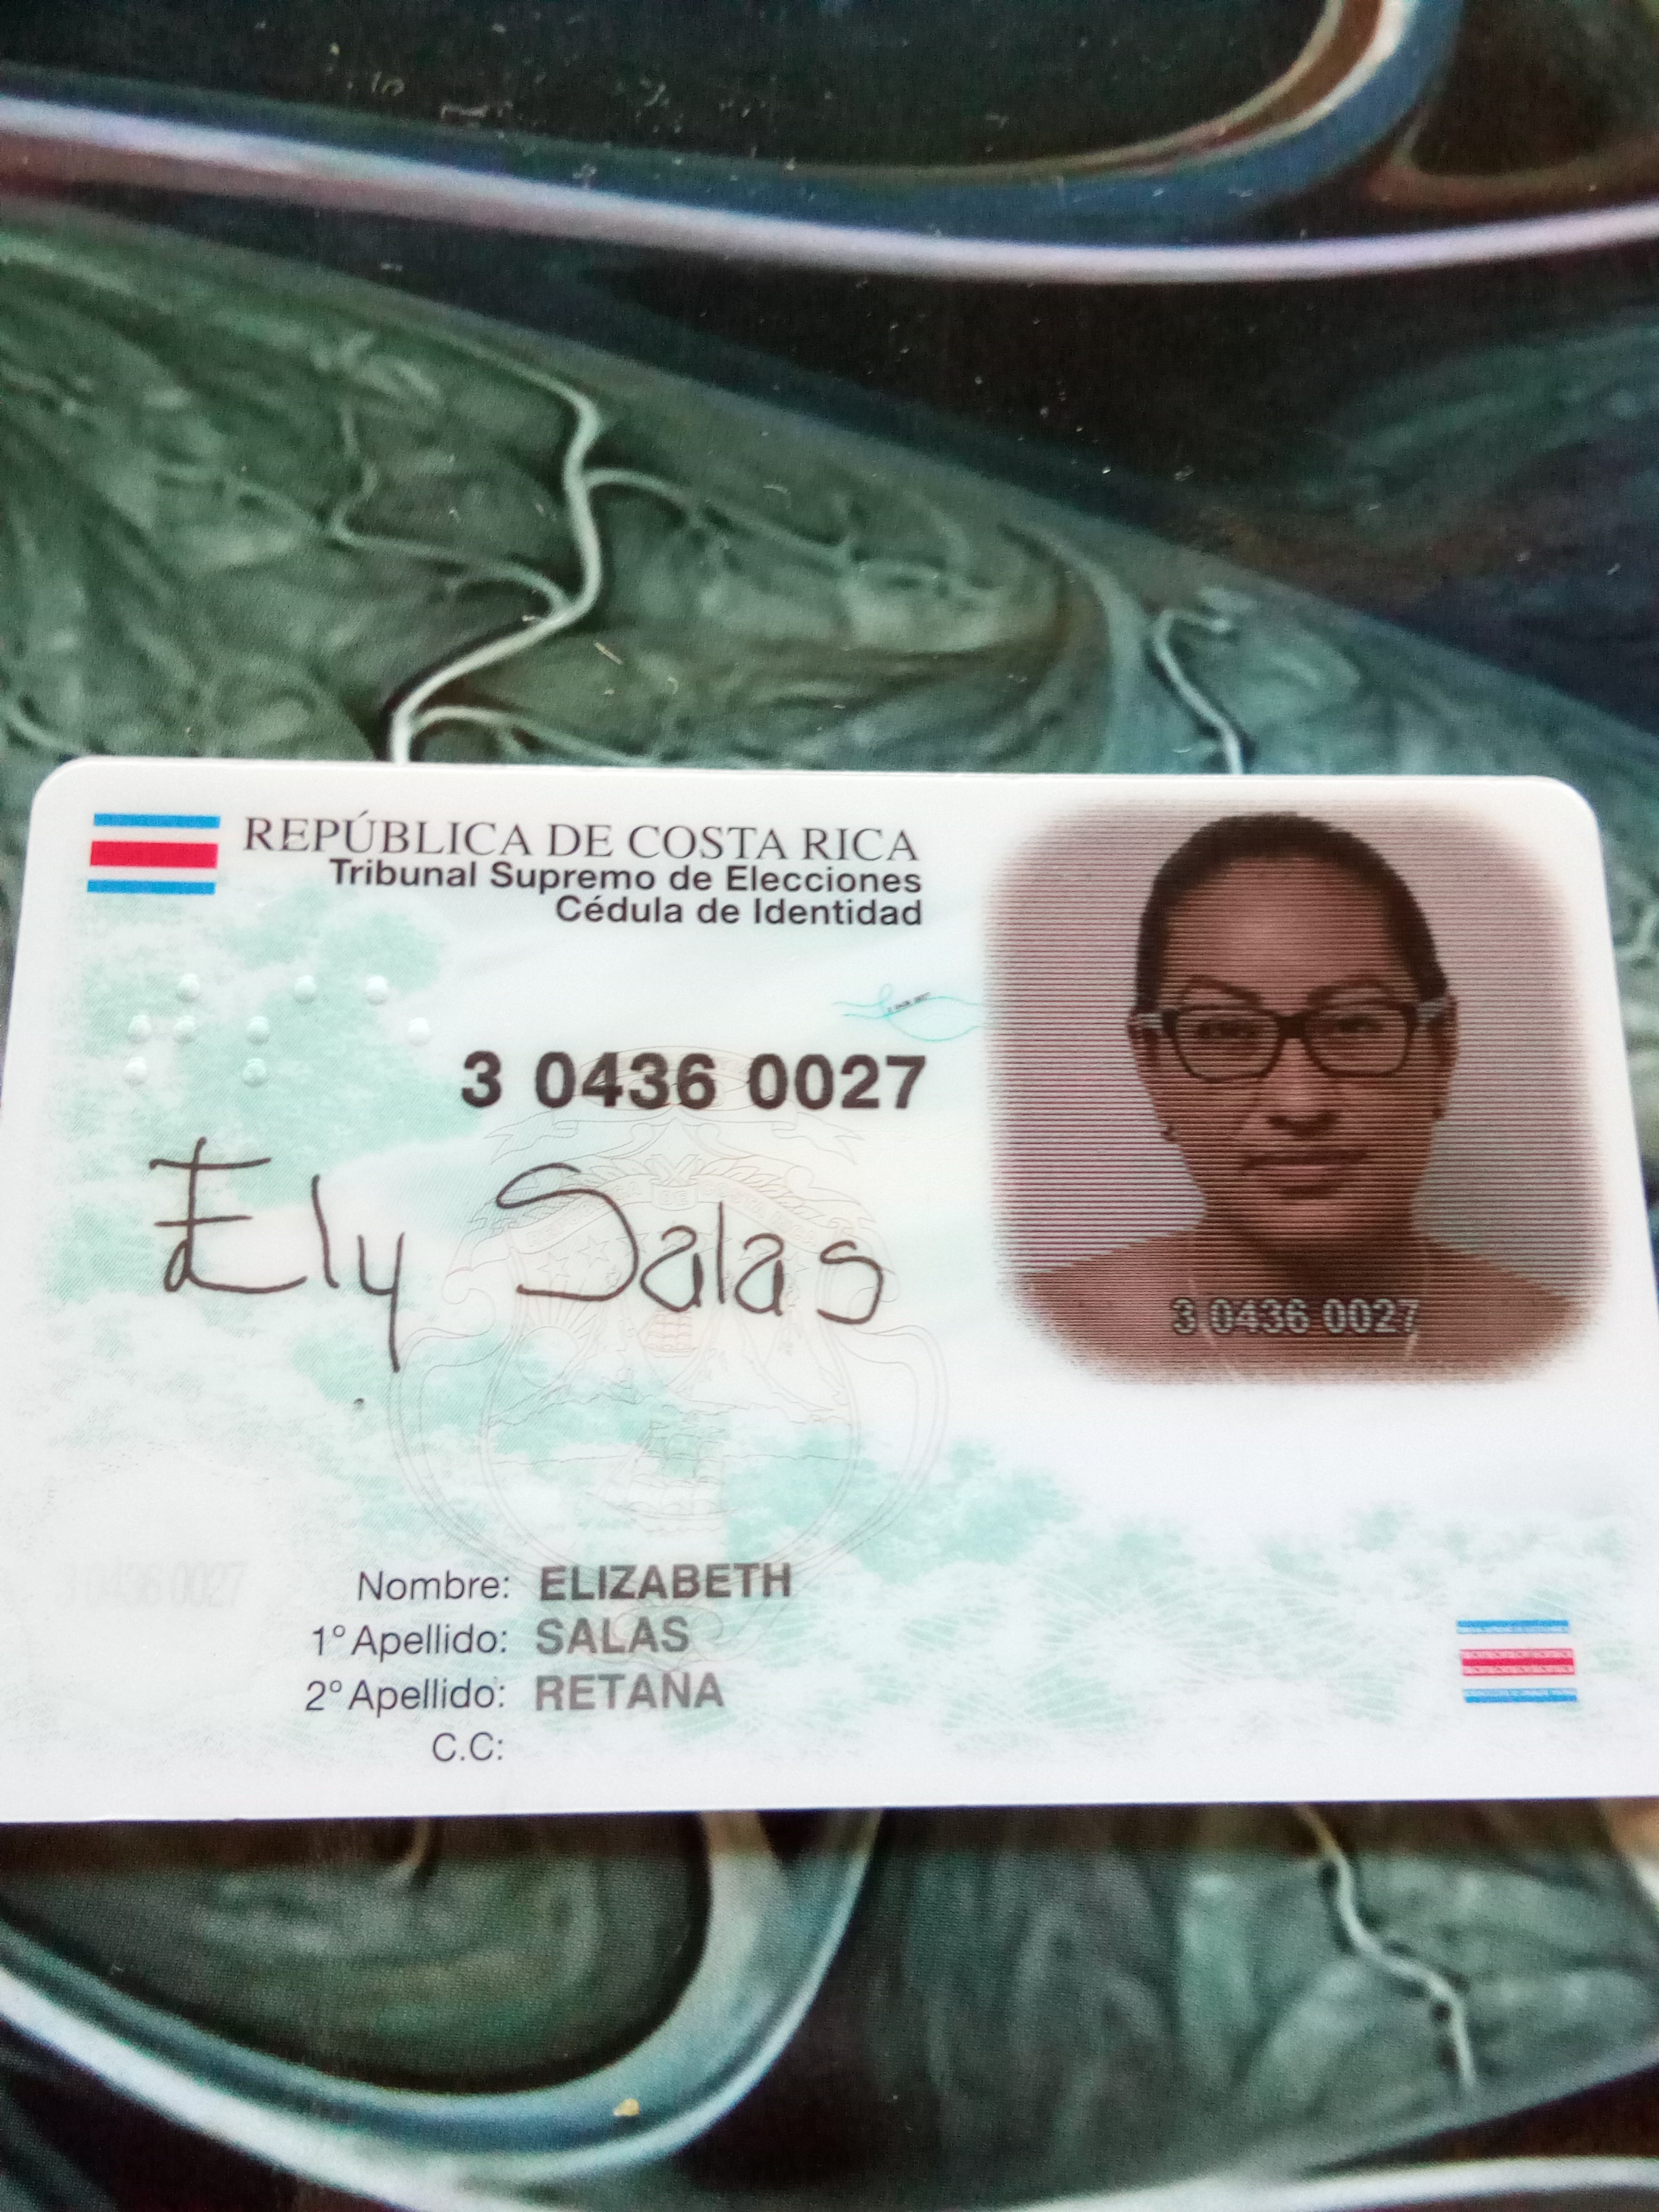 REPÚBLICA DE COSTA RICA
Tribunal Supremo de Elecciones
Cédula de Identidad
3 0436 0027
Ely Salas
3 0436 0027
3 0436 0027
Nombre: ELIZABETH
1° Apellido: SALAS
2° Apellido: RETANA
C.C: